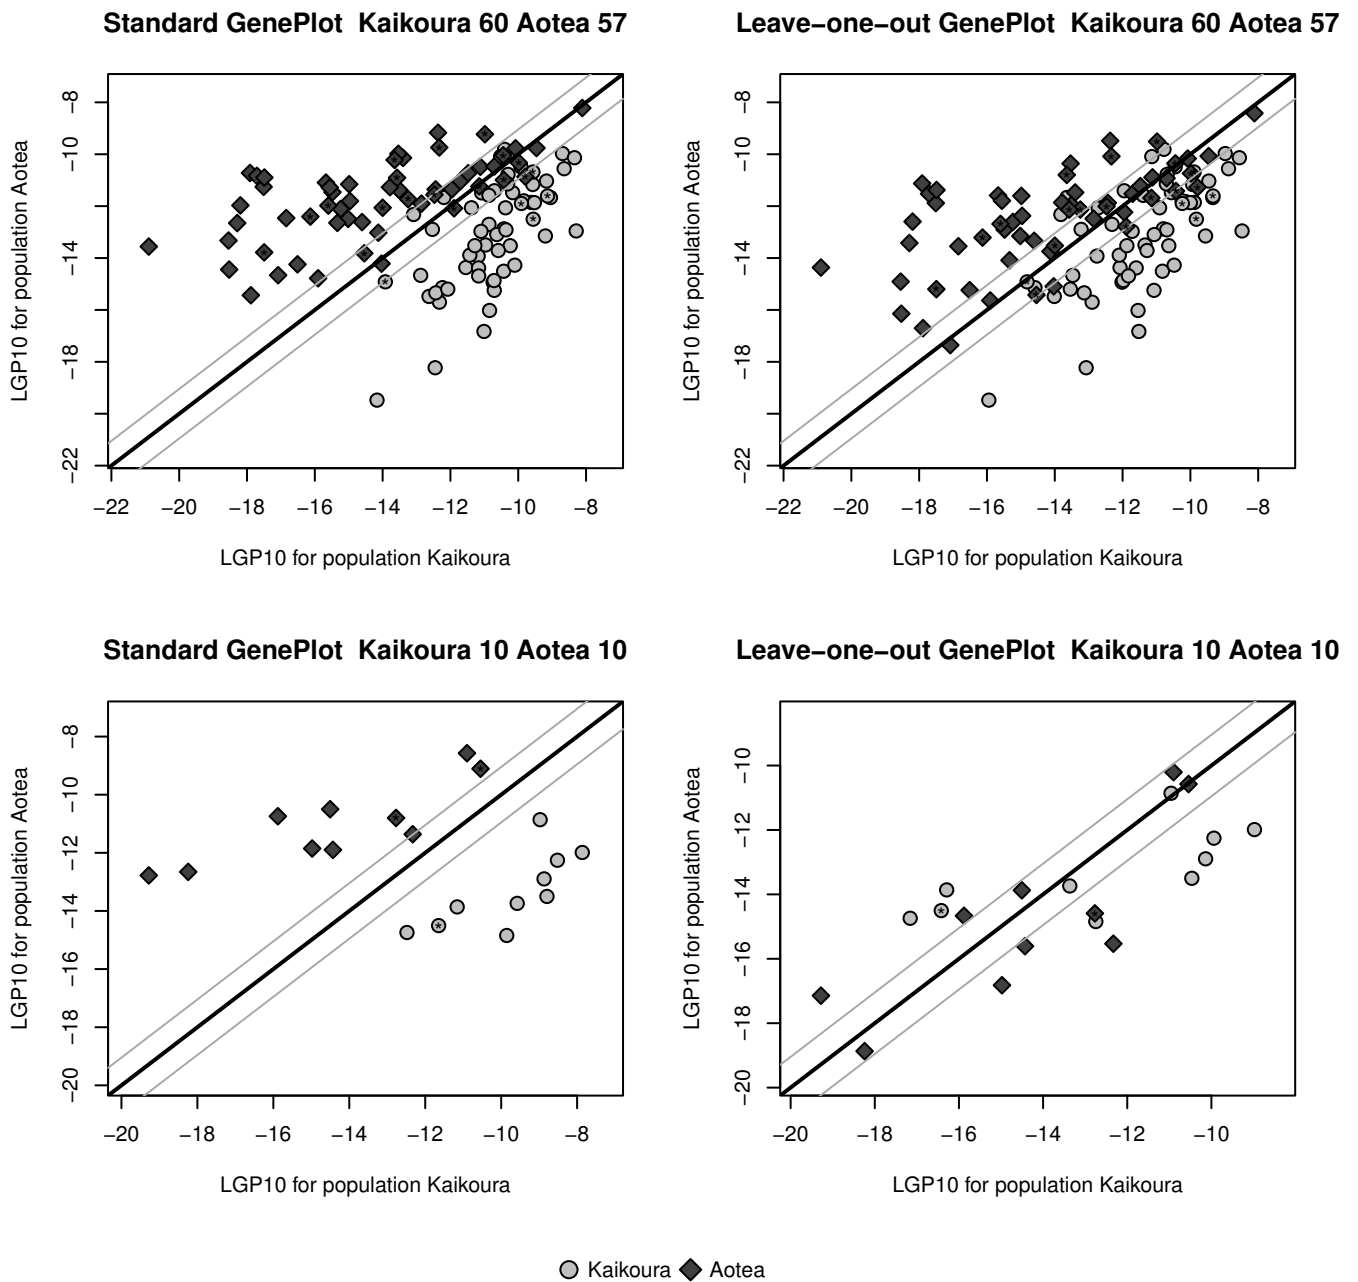 Standard GenePlot Kaikoura 60 Aotea 57
LGP10 for population Aotea
−8
−10
−14
−18
−22
−22 −20 −18 −16 −14 −12 −10 −8
LGP10 for population Kaikoura
Leave−one−out GenePlot Kaikoura 60 Aotea 57
LGP10 for population Aotea
−8
−10
−14
−18
−22
−22 −20 −18 −16 −14 −12 −10 −8
LGP10 for population Kaikoura
Standard GenePlot Kaikoura 10 Aotea 10
LGP10 for population Aotea
−8
−10
−12
−14
−16
−18
−20
−20 −18 −16 −14 −12 −10 −8
LGP10 for population Kaikoura
Leave−one−out GenePlot Kaikoura 10 Aotea 10
LGP10 for population Aotea
−10
−12
−14
−16
−18
−20
−20 −18 −16 −14 −12 −10
LGP10 for population Kaikoura
Kaikoura Aotea